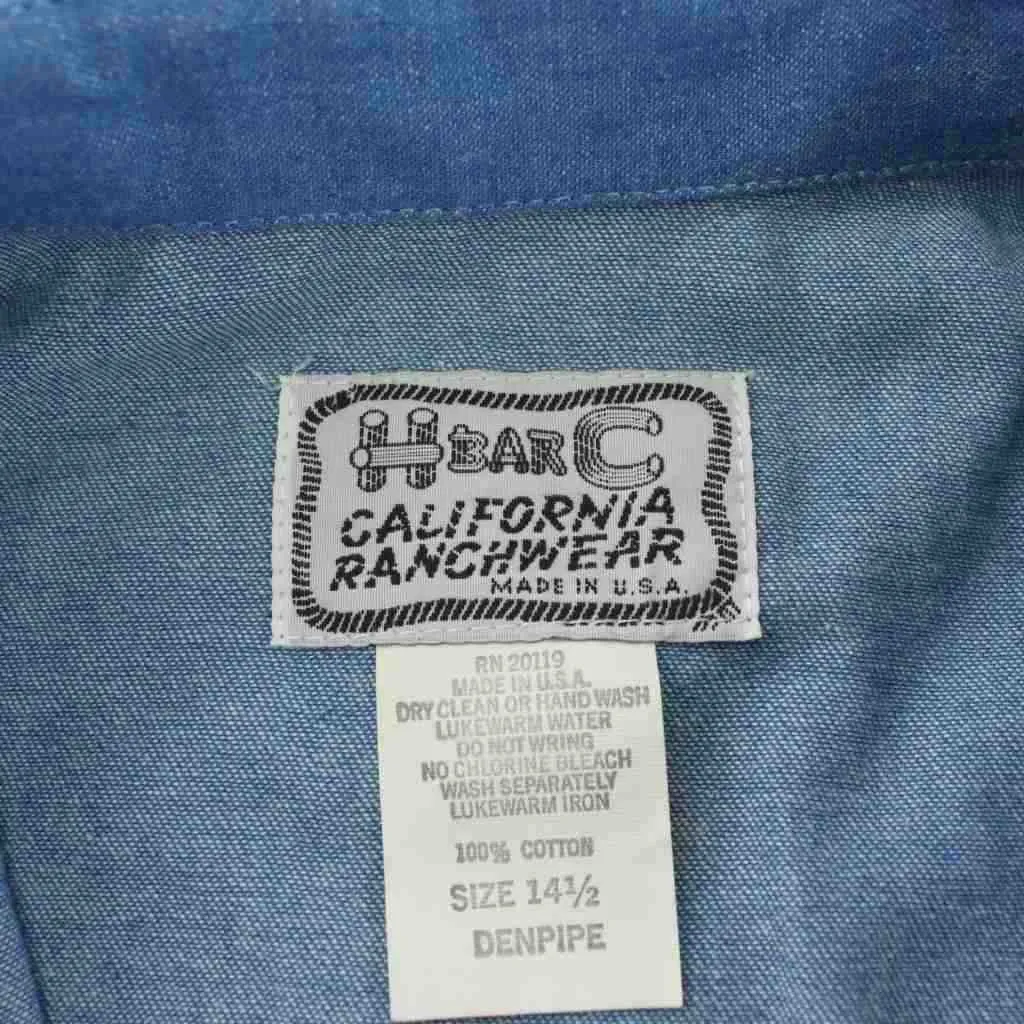 H BAR C
CALIFORNIA
RANCHWEAR
MADE IN U.S.A.
RN 20119
MADE IN U.S.A.
DRY CLEAN OR HAND WASH
LUKEWARM WATER
DO NOT WRING
NO CHLORINE BLEACH
WASH SEPARATELY
LUKEWARM IRON
100% COTTON
SIZE 14½
DENPIPE